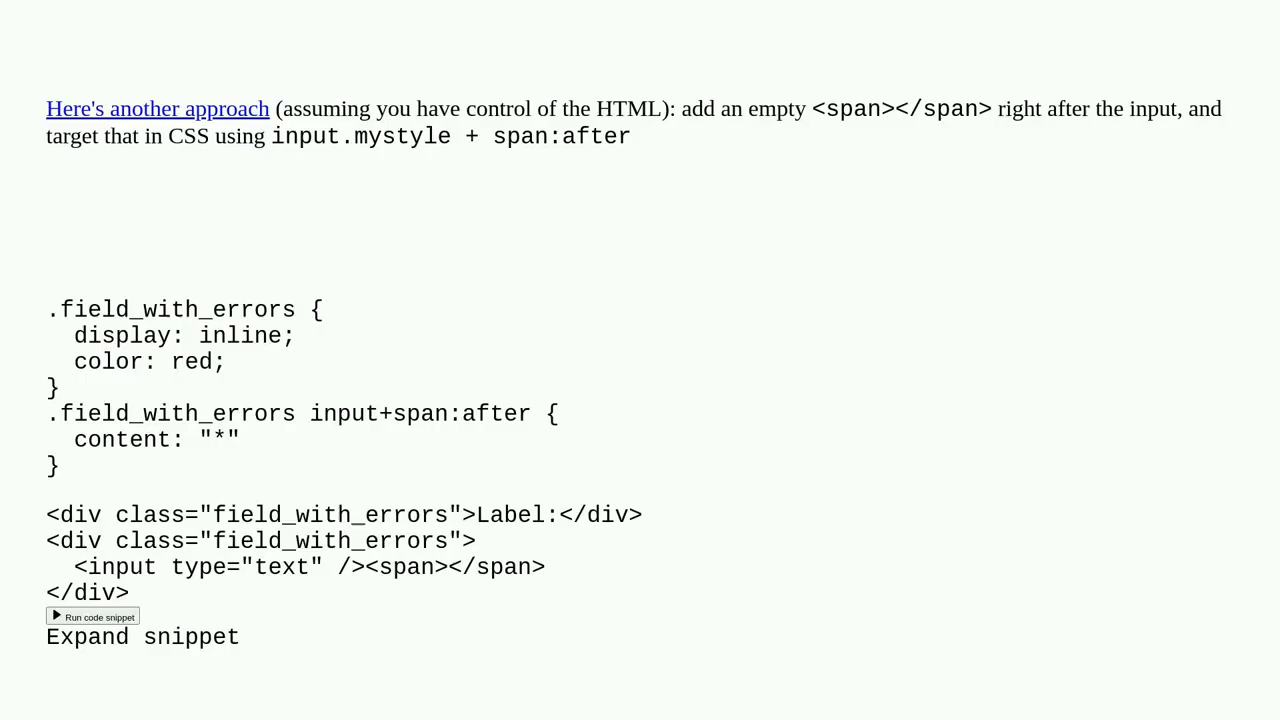 Here's another approach (assuming you have control of the HTML): add an empty <span></span> right after the input, and
target that in CSS using input.mystyle + span:after
.field_with_errors {
  display: inline;
  color: red;
}
.field_with_errors input+span:after {
  content: "*"
}
<div class="field_with_errors">Label:</div>
<div class="field_with_errors">
  <input type="text" /><span></span>
</div>
Run code snippet
Expand snippet